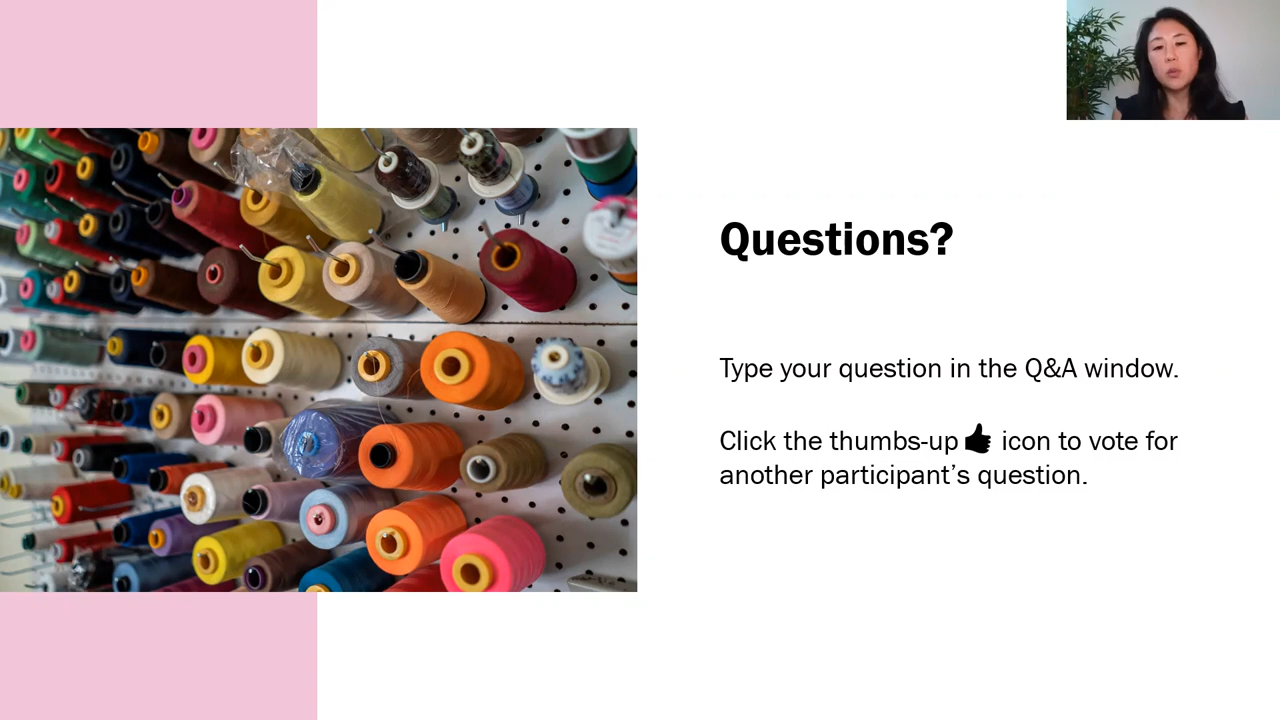 Questions?
Type your question in the Q&A window.
Click the thumbs-up 👍 icon to vote for
another participant’s question.